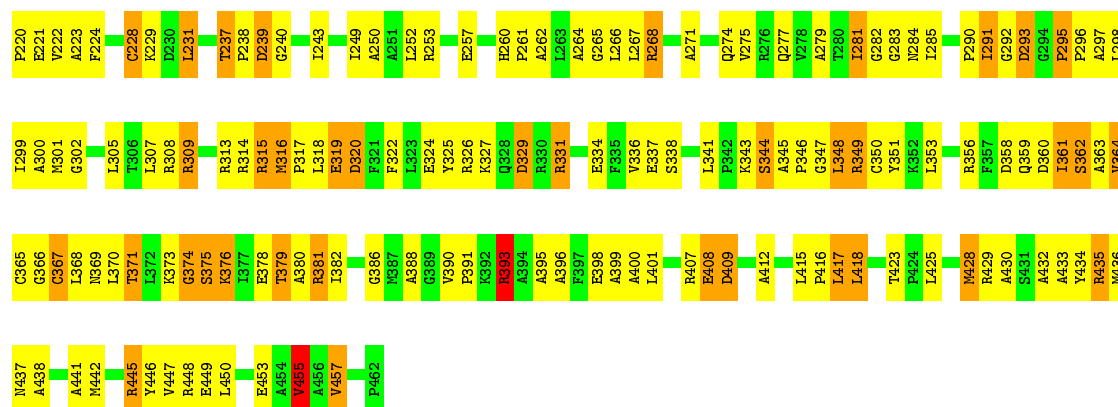 P220 E221 V222 A223 F224 C228 K229 D230 L231 T237 P238 D239 G240 I243 I249 A250 A251 L252 R253 E257 H260 P261 A262 L263 A264 G265 L266 L267 R268 A271 Q274 V275 R276 Q277 V278 A279 T280 I281 G282 G283 N284 I285 P290 I291 G292 D293 G294 P295 P296 A297 L298
I299 A300 M301 G302 L305 T306 L307 R308 R309 R313 R314 R315 M316 P317 L318 E319 D320 F321 F322 L323 E324 Y325 R326 K327 Q328 D329 R330 R331 E334 F335 V336 E337 S338 L341 P342 K343 S344 A345 P346 G347 L348 R349 C350 Y351 K352 L353 R356 F357 D358 Q359 D360 I361 S362 A363 V364
C365 G366 C367 L368 N369 L370 T371 L372 K373 G374 S375 K376 I377 E378 T379 A380 R381 I382 G386 M387 A388 G389 V390 P391 K392 R393 A394 A395 A396 F397 E398 A399 A400 L401 R407 E408 D409 A412 L415 P416 L417 L418 T423 P424 L425 M428 R429 A430 S431 A432 A433 Y434 R435 M436
N437 A438 A441 M442 R445 Y446 V447 R448 E449 L450 E453 A454 V455 A456 V457 P462